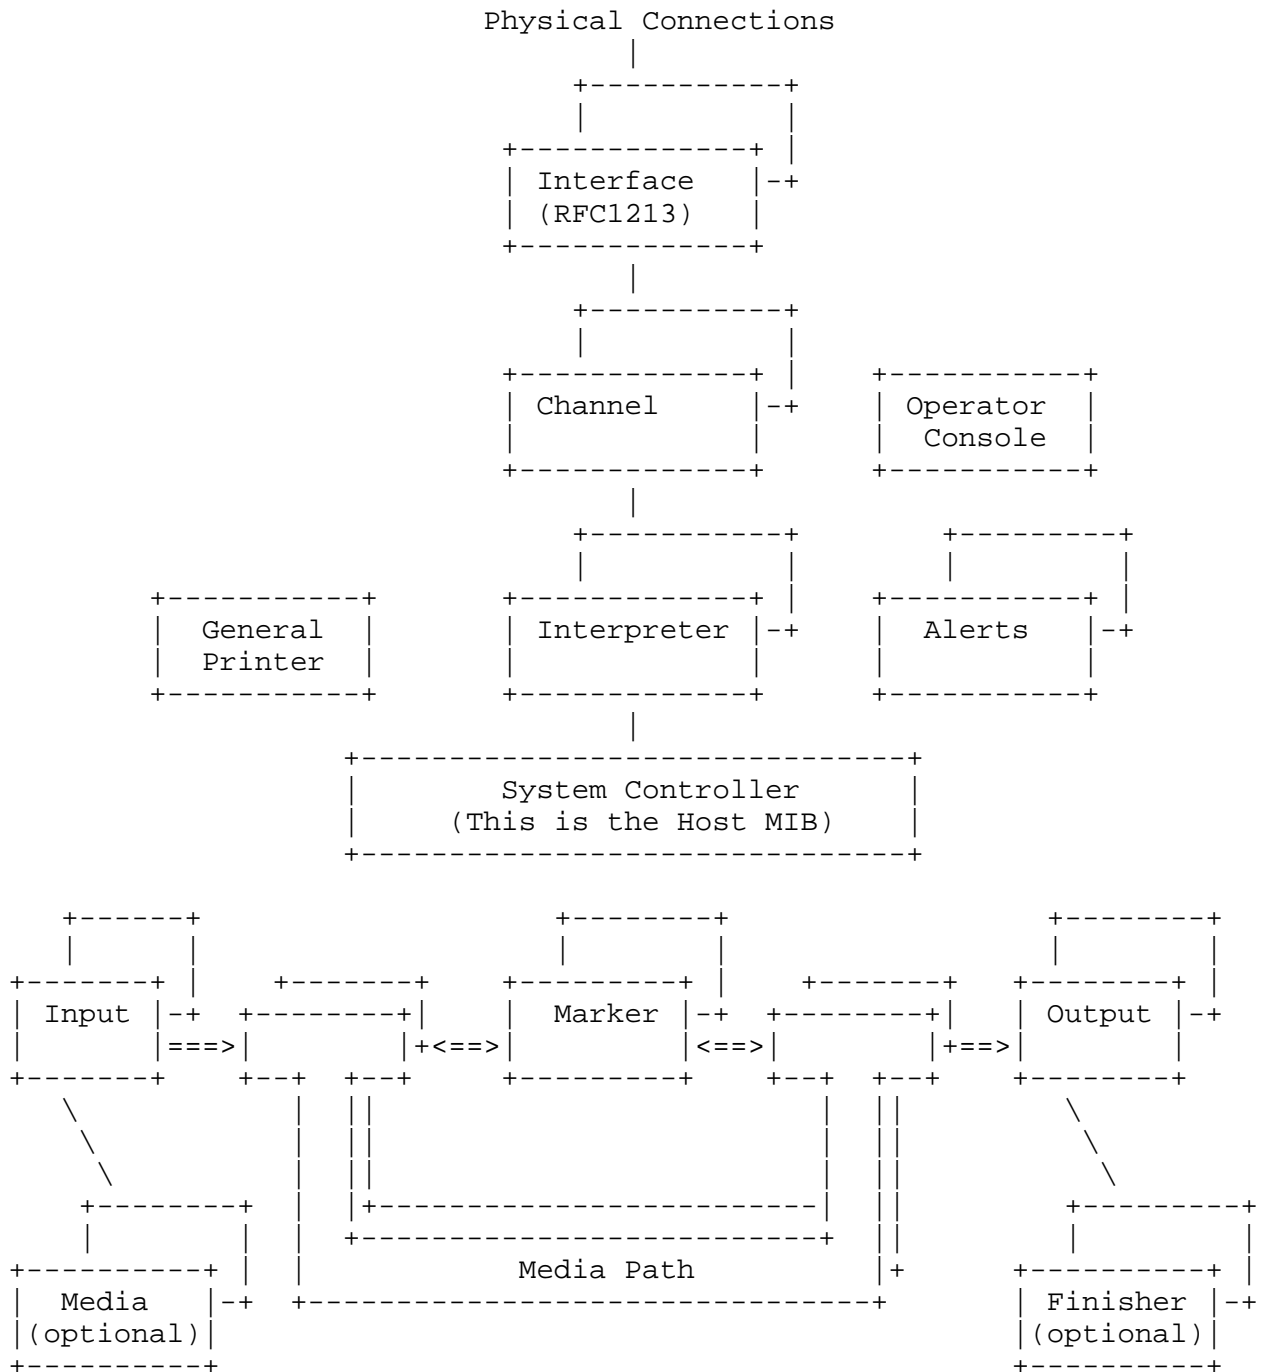 Physical Connections
Interface
(RFC1213)
Channel
Operator
Console
General
Printer
Interpreter
Alerts
System Controller
(This is the Host MIB)
Input
Marker
Output
Media Path
Media
(optional)
Finisher
(optional)